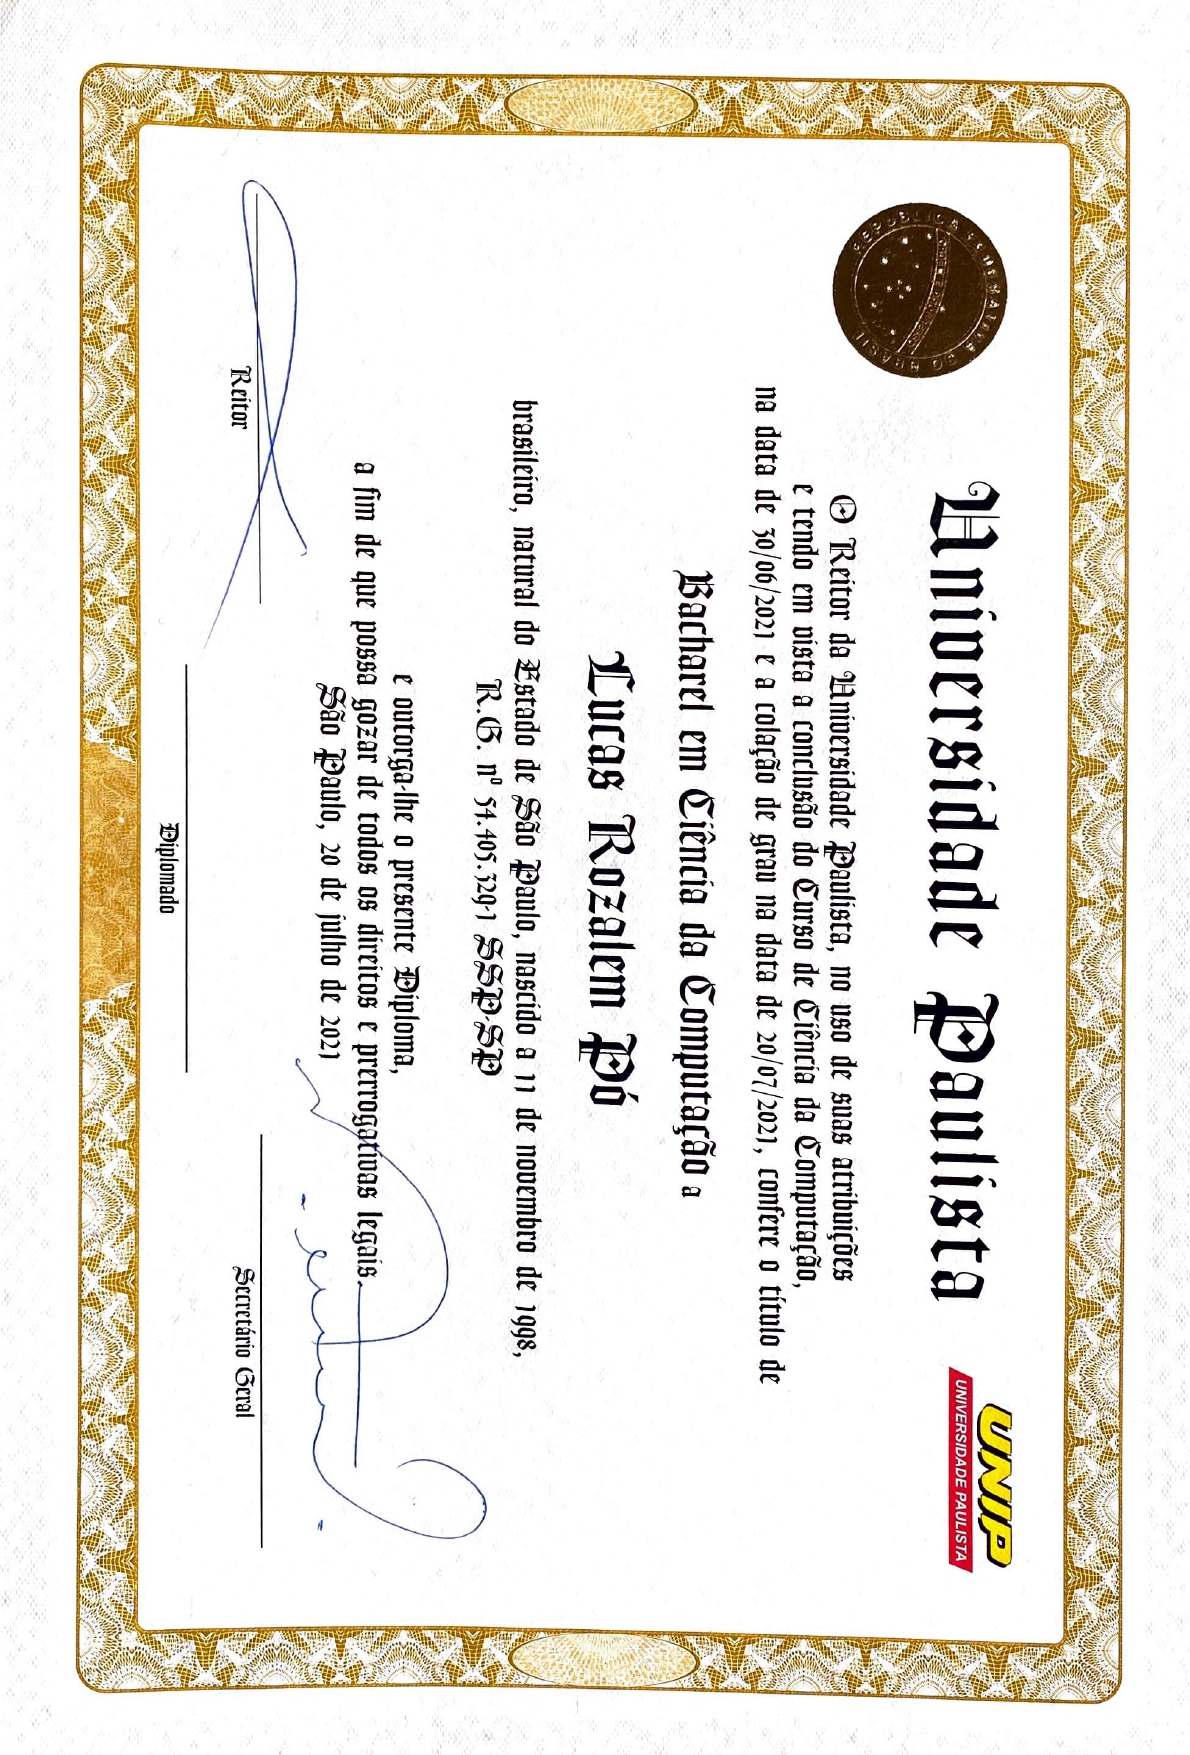 REPÚBLICA FEDERATIVA DO BRASIL
ORDEM E PROGRESSO
Universidade Paulista
UNIP
UNIVERSIDADE PAULISTA
O Reitor da Universidade Paulista, no uso de suas atribuições
e tendo em vista a conclusão do Curso de Ciência da Computação,
na data de 30/06/2021 e a colação de grau na data de 20/07/2021, confere o título de
Bacharel em Ciência da Computação a
Lucas Rozalem Pó
brasileiro, natural do Estado de São Paulo, nascido a 11 de novembro de 1998,
R.G. nº 54.405.329-1 SSP-SP
e outorga-lhe o presente Diploma,
a fim de que possa gozar de todos os direitos e prerrogativas legais.
São Paulo, 20 de julho de 2021
Reitor
Secretário Geral
Diplomado